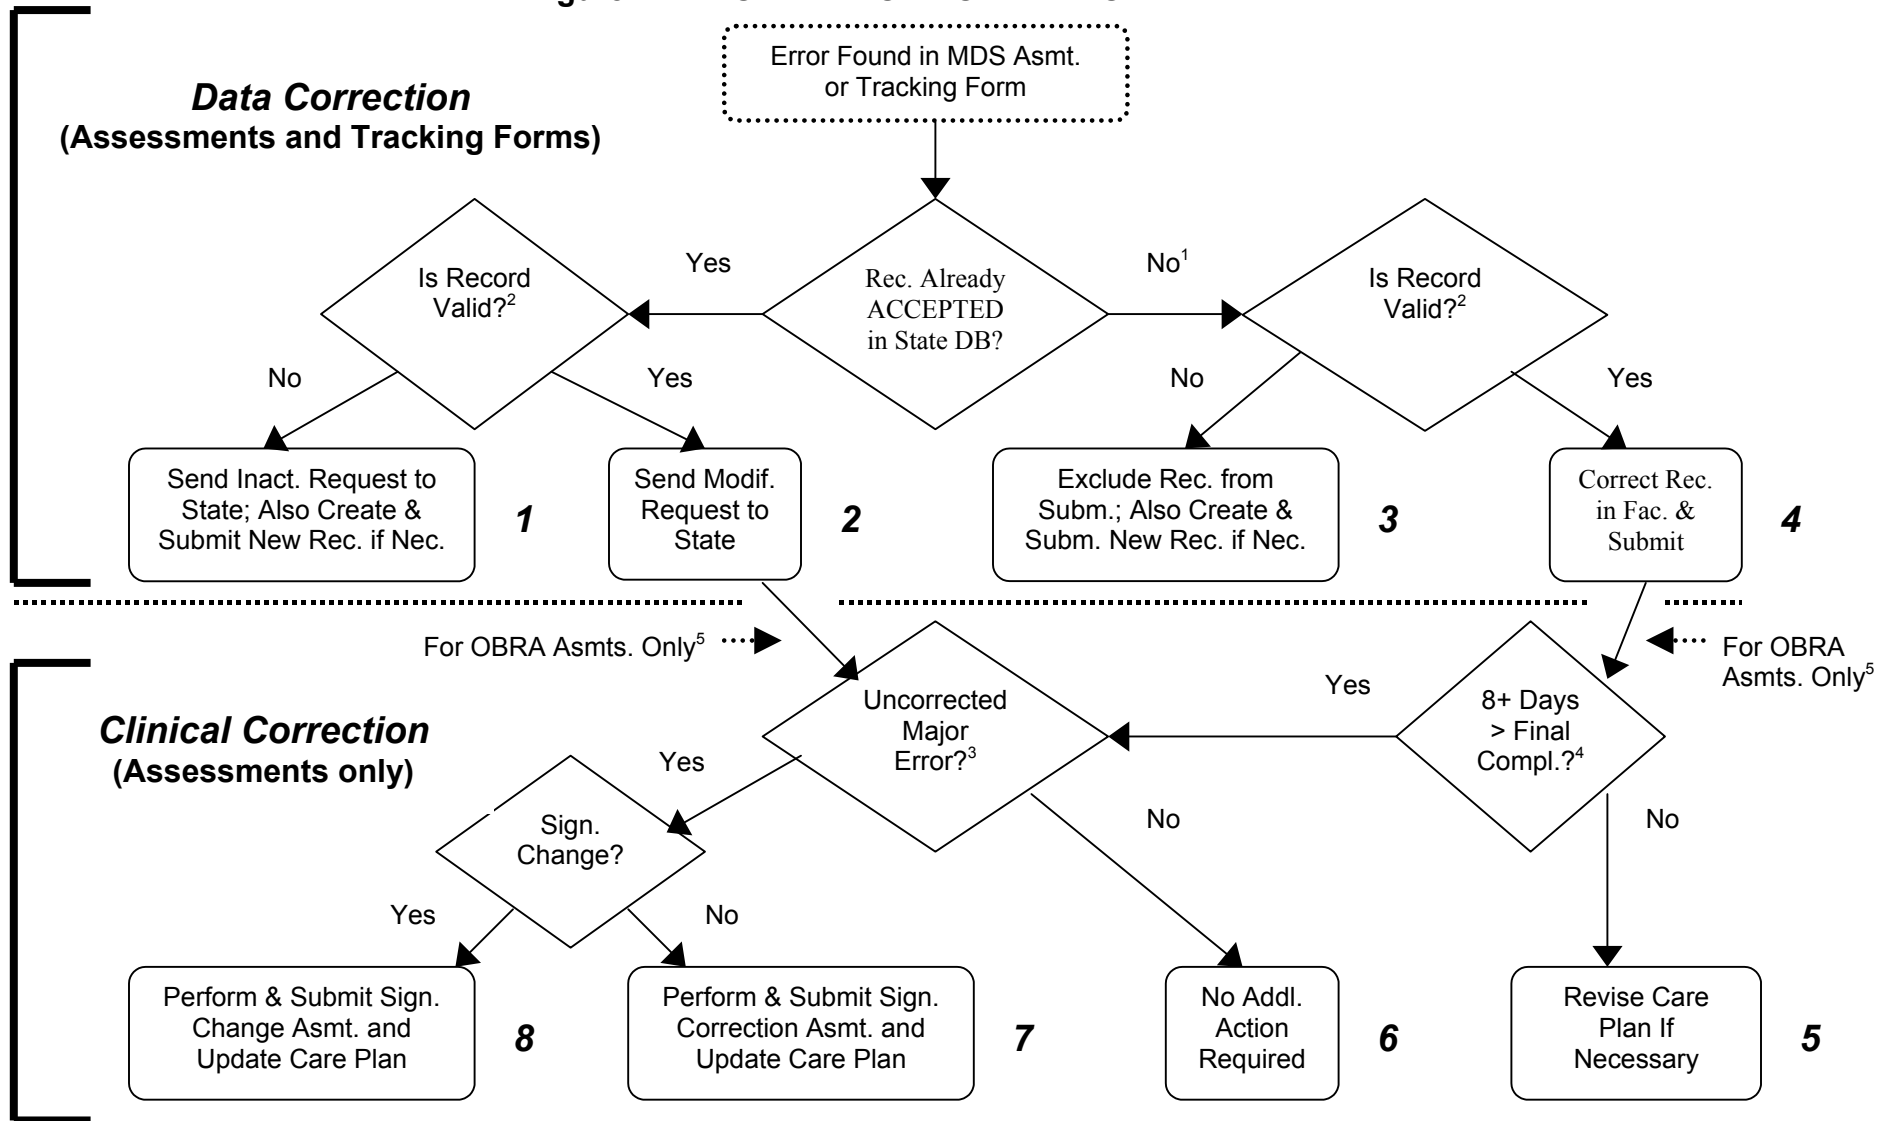 Error Found in MDS Asmt.
or Tracking Form
Data Correction
(Assessments and Tracking Forms)
Is Record
Valid?2
Yes
Rec. Already
ACCEPTED
in State DB?
No1
Is Record
Valid?2
No
Yes
No
Yes
Send Inact. Request to
State; Also Create &
Submit New Rec. if Nec.
1
Send Modif.
Request to
State
2
Exclude Rec. from
Subm.; Also Create &
Subm. New Rec. if Nec.
3
Correct Rec.
in Fac. &
Submit
4
For OBRA Asmts. Only5
For OBRA
Asmts. Only5
Clinical Correction
(Assessments only)
Uncorrected
Major
Error?3
Yes
8+ Days
> Final
Compl.?4
Yes
Sign.
Change?
No
No
Yes
No
Perform & Submit Sign.
Change Asmt. and
Update Care Plan
8
Perform & Submit Sign.
Correction Asmt. and
Update Care Plan
7
No Addl.
Action
Required
6
Revise Care
Plan If
Necessary
5